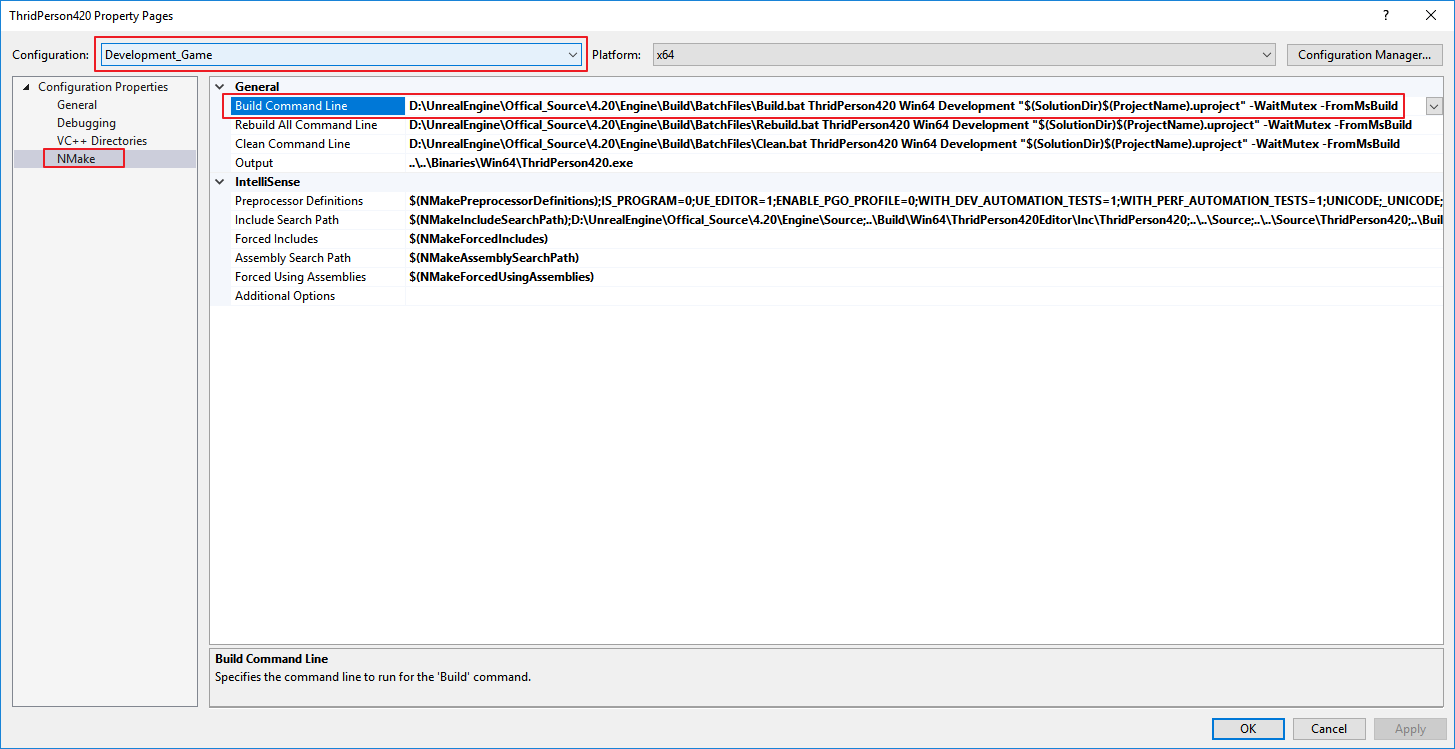 ThridPerson420 Property Pages
Configuration: Development_Game Platform: x64 Configuration Manager...
Configuration Properties
General
Debugging
VC++ Directories
NMake
General
Build Command Line D:\UnrealEngine\Offical_Source\4.20\Engine\Build\BatchFiles\Build.bat ThridPerson420 Win64 Development "$(SolutionDir)$(ProjectName).uproject" -WaitMutex -FromMsBuild
Rebuild All Command Line D:\UnrealEngine\Offical_Source\4.20\Engine\Build\BatchFiles\Rebuild.bat ThridPerson420 Win64 Development "$(SolutionDir)$(ProjectName).uproject" -WaitMutex -FromMsBuild
Clean Command Line D:\UnrealEngine\Offical_Source\4.20\Engine\Build\BatchFiles\Clean.bat ThridPerson420 Win64 Development "$(SolutionDir)$(ProjectName).uproject" -WaitMutex -FromMsBuild
Output ..\..\Binaries\Win64\ThridPerson420.exe
IntelliSense
Preprocessor Definitions $(NMakePreprocessorDefinitions);IS_PROGRAM=0;UE_EDITOR=1;ENABLE_PGO_PROFILE=0;WITH_DEV_AUTOMATION_TESTS=1;WITH_PERF_AUTOMATION_TESTS=1;UNICODE;_UNICODE;
Include Search Path $(NMakeIncludeSearchPath);D:\UnrealEngine\Offical_Source\4.20\Engine\Source;..\Build\Win64\ThridPerson420Editor\Inc\ThridPerson420;..\..\Source;..\..\Source\ThridPerson420;..\Buil
Forced Includes $(NMakeForcedIncludes)
Assembly Search Path $(NMakeAssemblySearchPath)
Forced Using Assemblies $(NMakeForcedUsingAssemblies)
Additional Options
Build Command Line
Specifies the command line to run for the 'Build' command.
OK Cancel Apply